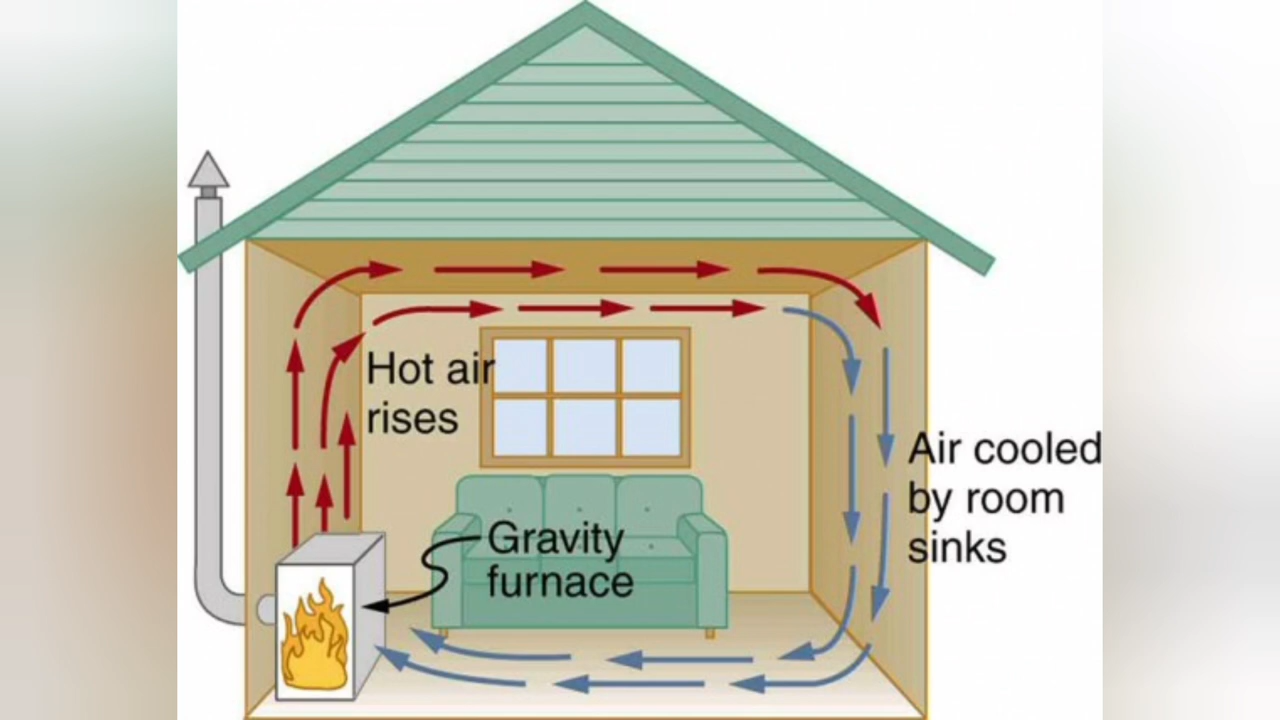 Hot air
rises
Air cooled
by room
sinks
Gravity
furnace